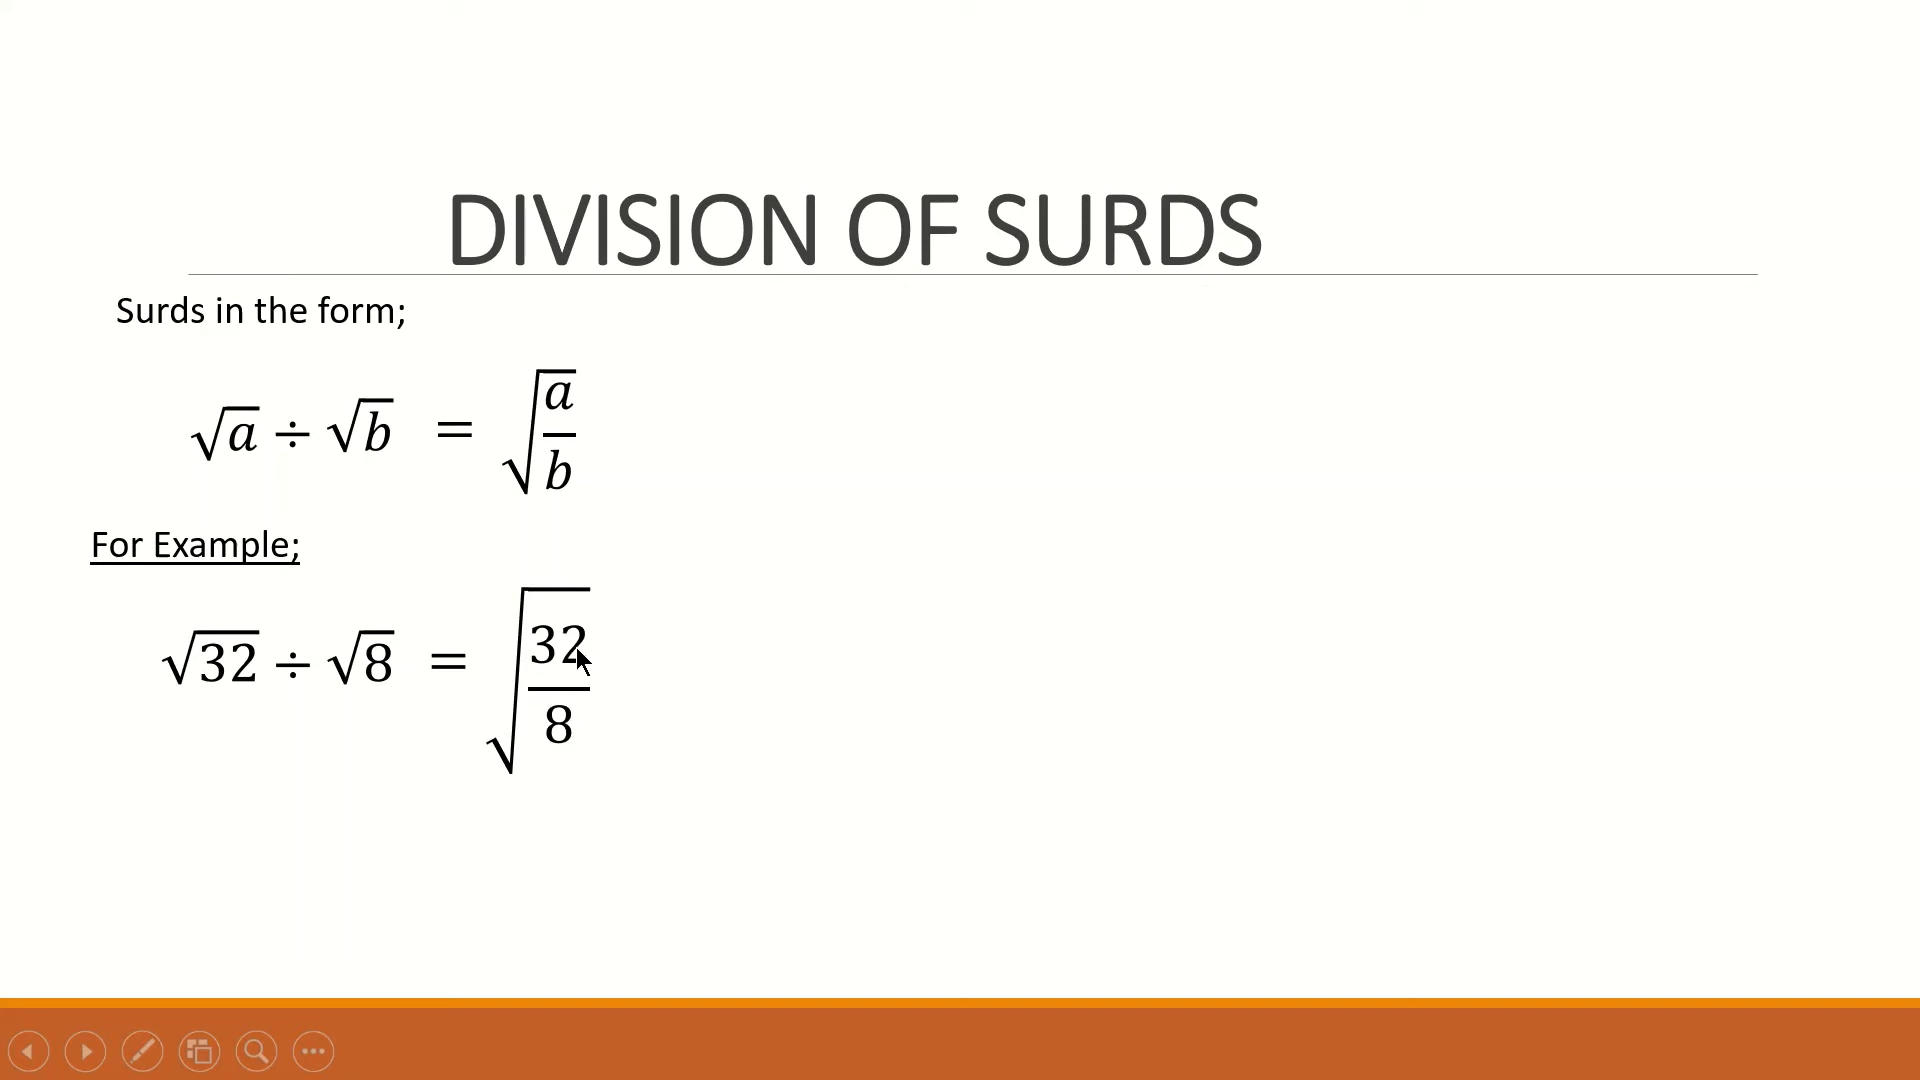 DIVISION OF SURDS
Surds in the form;
√a ÷ √b = √(a/b)
For Example;
√32 ÷ √8 = √(32/8)